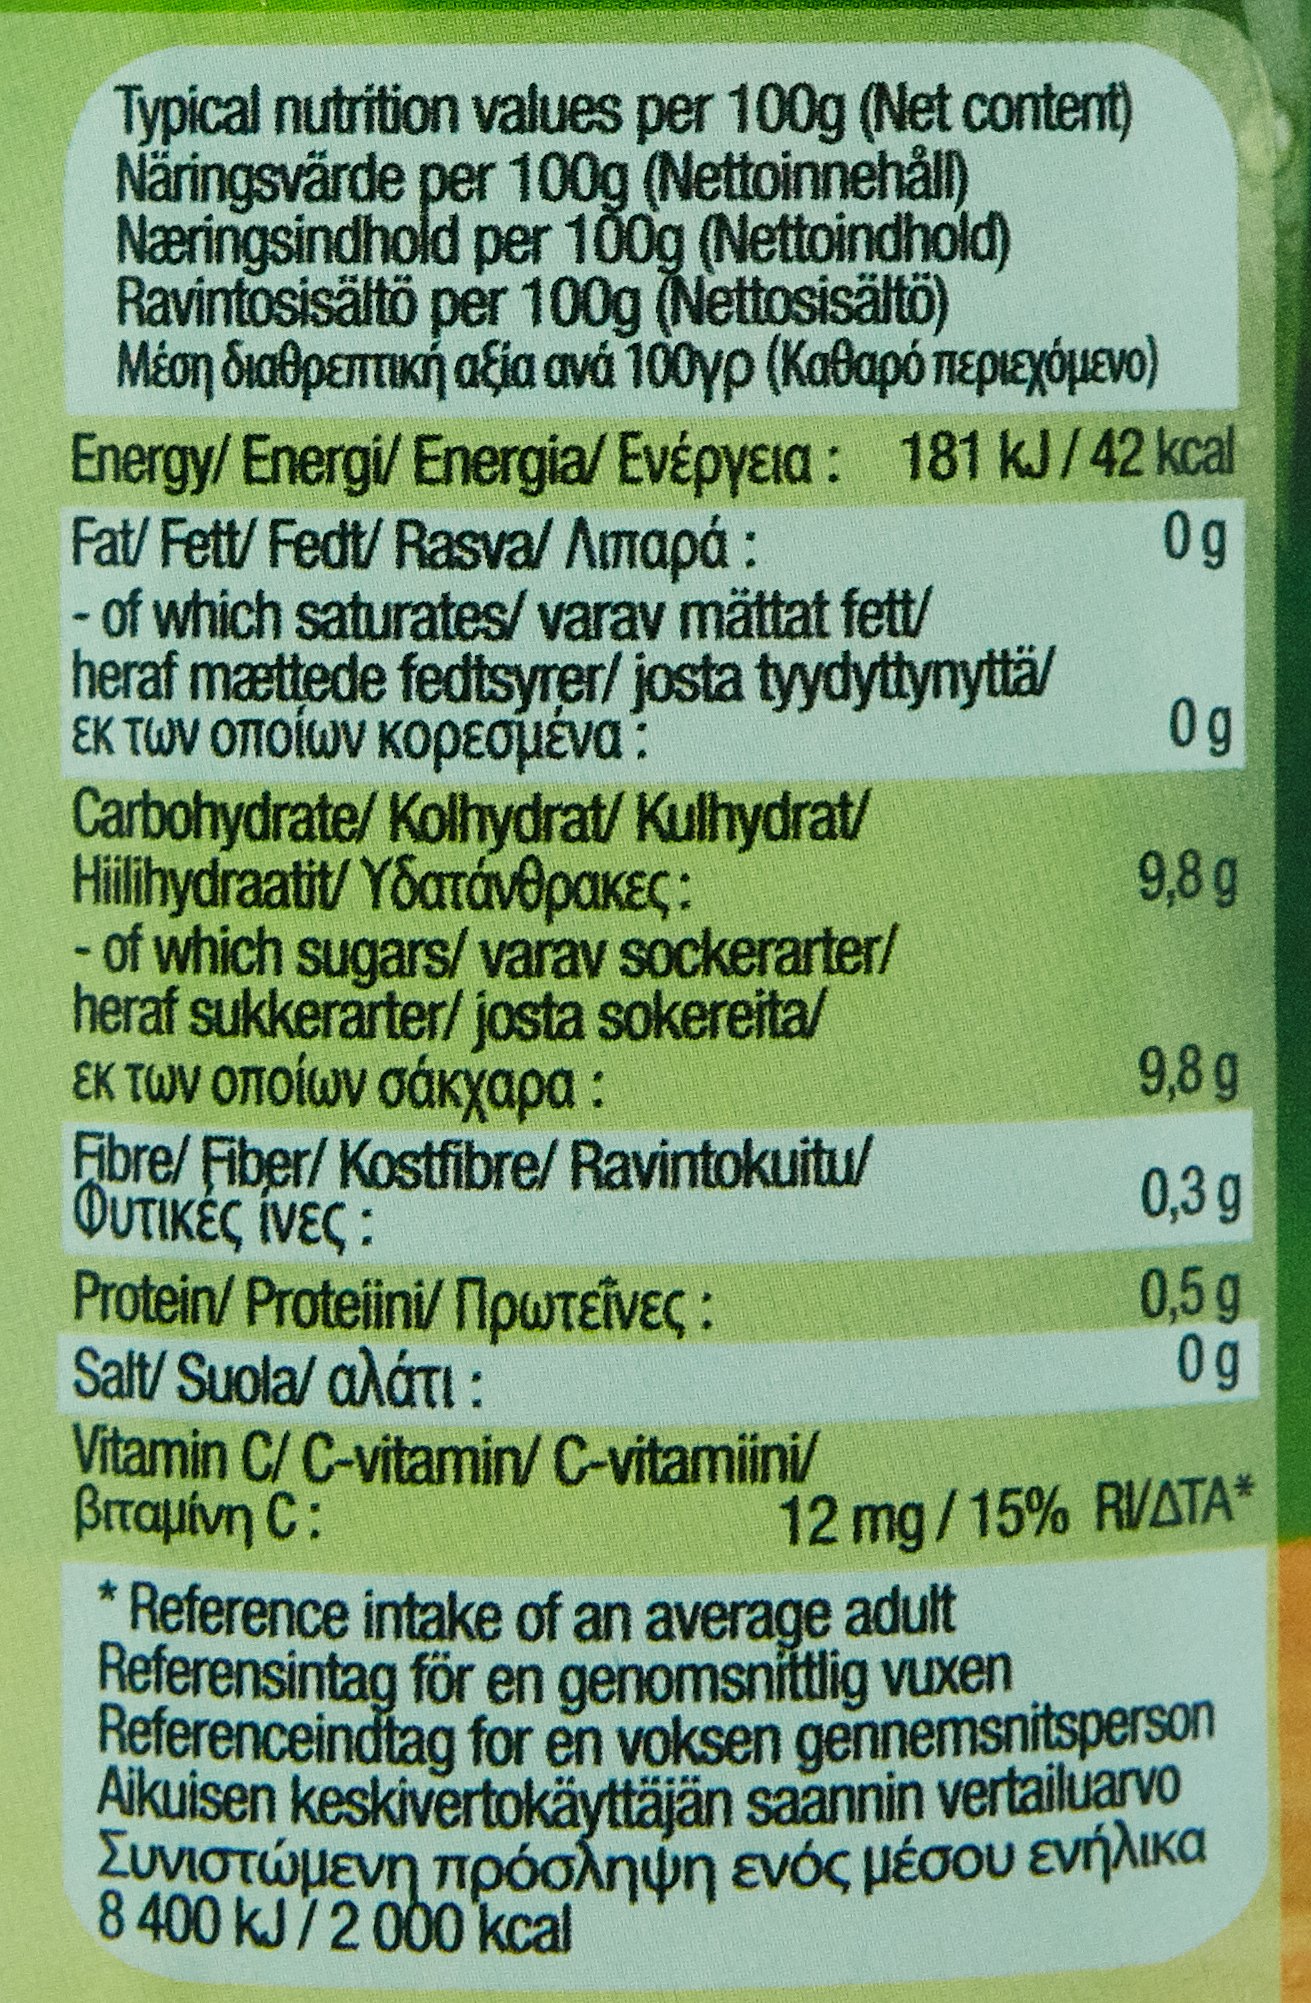 Typical nutrition values per 100g (Net content)
Näringsvärde per 100g (Nettoinnehåll)
Næringsindhold per 100g (Nettoindhold)
Ravintosisältö per 100g (Nettosisältö)
Μέση διαθρεπτική αξία ανά 100γρ (Καθαρό περιεχόμενο)
Energy/ Energi/ Energia/ Ενέργεια : 181 kJ / 42 kcal
Fat/ Fett/ Fedt/ Rasva/ Λιπαρά : 0 g
- of which saturates/ varav mättat fett/
heraf mættede fedtsyrer/ josta tyydyttynyttä/
εκ των οποίων κορεσμένα : 0 g
Carbohydrate/ Kolhydrat/ Kulhydrat/
Hiilihydraatit/ Υδατάνθρακες : 9,8 g
- of which sugars/ varav sockerarter/
heraf sukkerarter/ josta sokereita/
εκ των οποίων σάκχαρα : 9,8 g
Fibre/ Fiber/ Kostfibre/ Ravintokuitu/
Φυτικές ίνες : 0,3 g
Protein/ Proteiini/ Πρωτεΐνες : 0,5 g
Salt/ Suola/ αλάτι : 0 g
Vitamin C/ C-vitamin/ C-vitamiini/
βιταμίνη C : 12 mg / 15% RI/ΔTA*
* Reference intake of an average adult
Referensintag för en genomsnittlig vuxen
Referenceindtag for en voksen gennemsnitsperson
Aikuisen keskivertokäyttäjän saannin vertailuarvo
Συνιστώμενη πρόσληψη ενός μέσου ενήλικα
8 400 kJ / 2 000 kcal